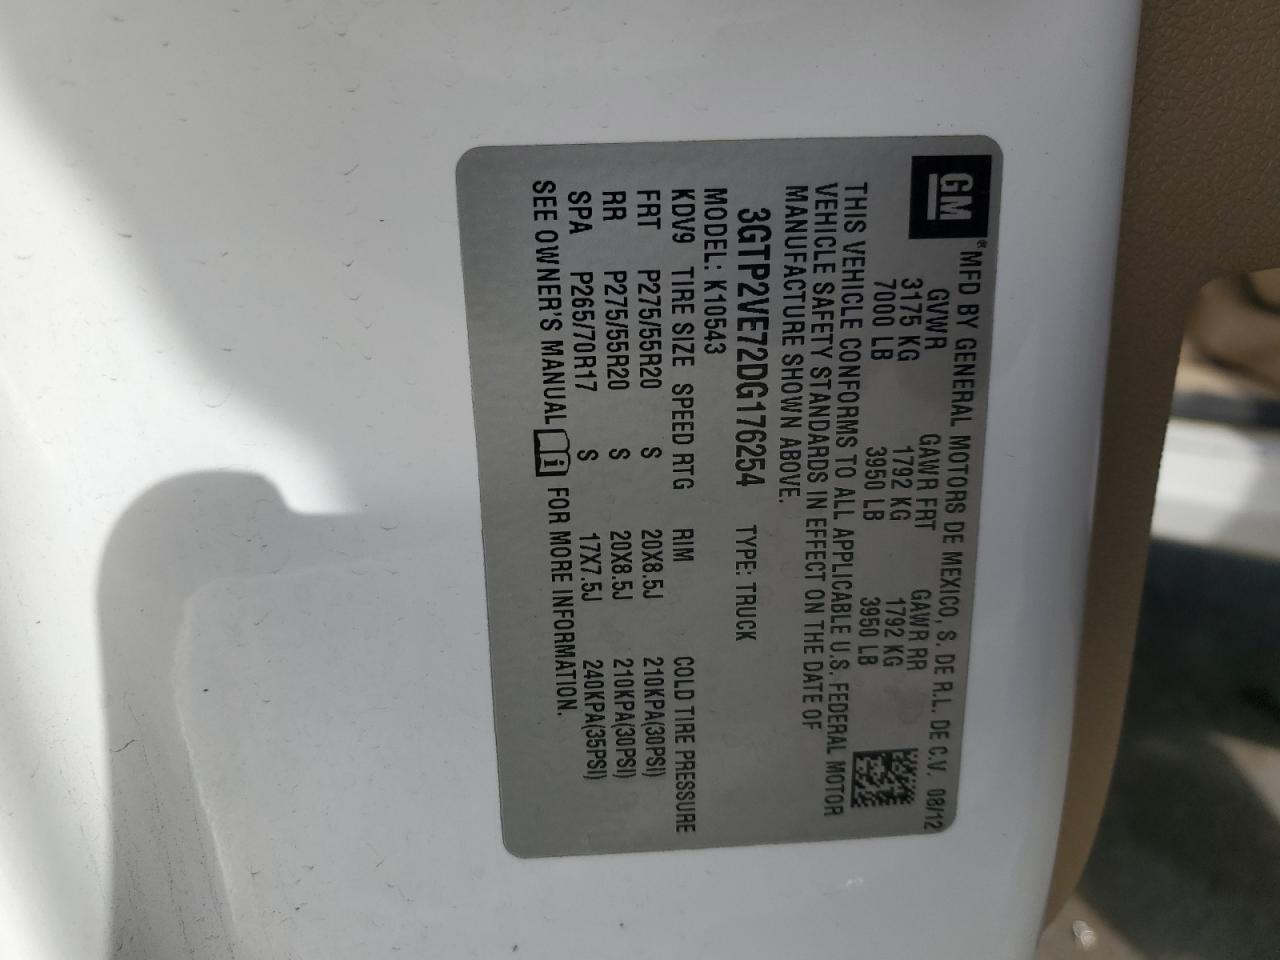 GM ® MFD BY GENERAL MOTORS DE MEXICO, S. DE R.L. DE C.V. 08/12
GVWR GAWR FRT GAWR RR
3175 KG 1792 KG 1792 KG
7000 LB 3950 LB 3950 LB
THIS VEHICLE CONFORMS TO ALL APPLICABLE U.S. FEDERAL MOTOR
VEHICLE SAFETY STANDARDS IN EFFECT ON THE DATE OF
MANUFACTURE SHOWN ABOVE.
3GTP2VE72DG176254 TYPE: TRUCK
MODEL: K10543
KDV9 TIRE SIZE SPEED RTG RIM COLD TIRE PRESSURE
FRT P275/55R20 S 20X8.5J 210KPA(30PSI)
RR P275/55R20 S 20X8.5J 210KPA(30PSI)
SPA P265/70R17 S 17X7.5J 240KPA(35PSI)
SEE OWNER'S MANUAL i FOR MORE INFORMATION.